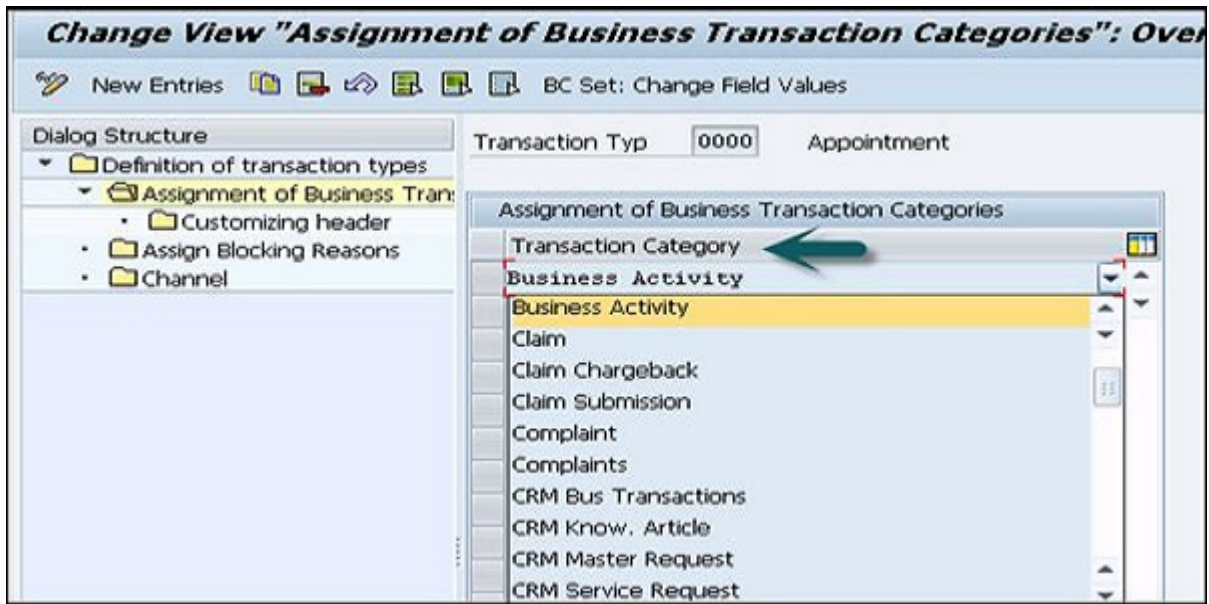 Change View "Assignment of Business Transaction Categories": Over
New Entries BC Set: Change Field Values
Dialog Structure
Definition of transaction types
Assignment of Business Tran
Customizing header
Assign Blocking Reasons
Channel
Transaction Typ 0000 Appointment
Assignment of Business Transaction Categories
Transaction Category
Business Activity
Business Activity
Claim
Claim Chargeback
Claim Submission
Complaint
Complaints
CRM Bus Transactions
CRM Know. Article
CRM Master Request
CRM Service Request